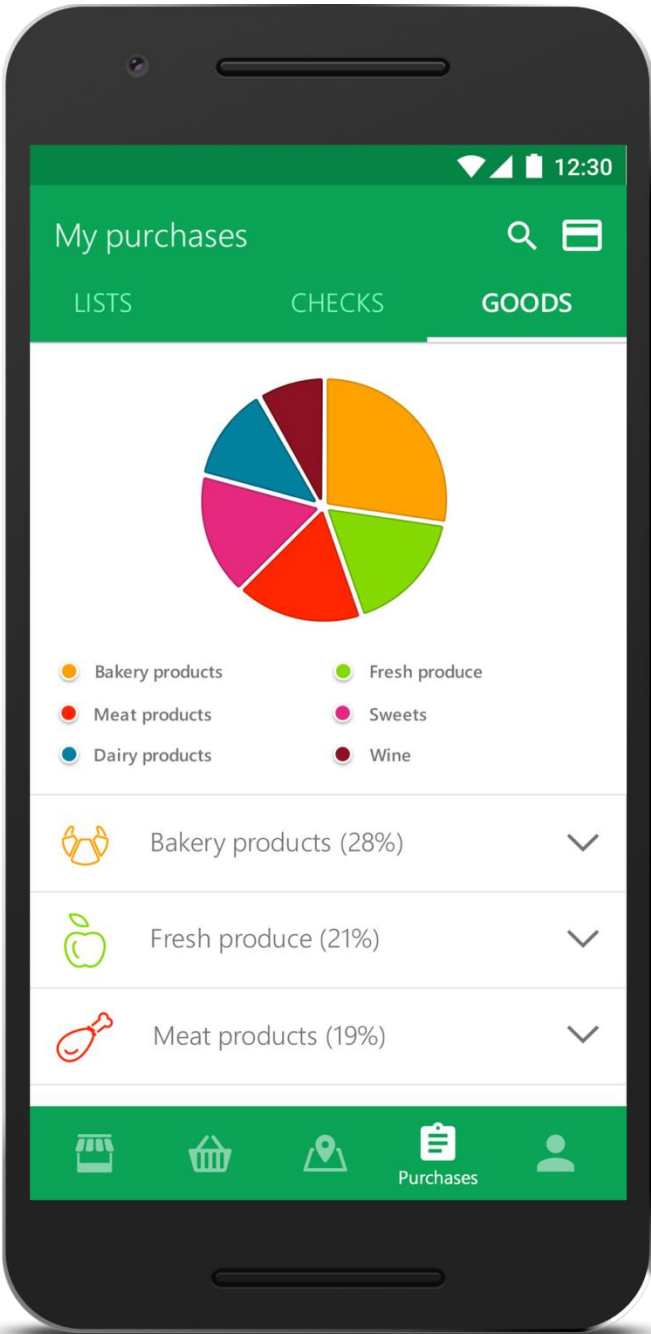 12:30
My purchases
LISTS CHECKS GOODS
Bakery products Fresh produce
Meat products Sweets
Dairy products Wine
Bakery products (28%)
Fresh produce (21%)
Meat products (19%)
Purchases